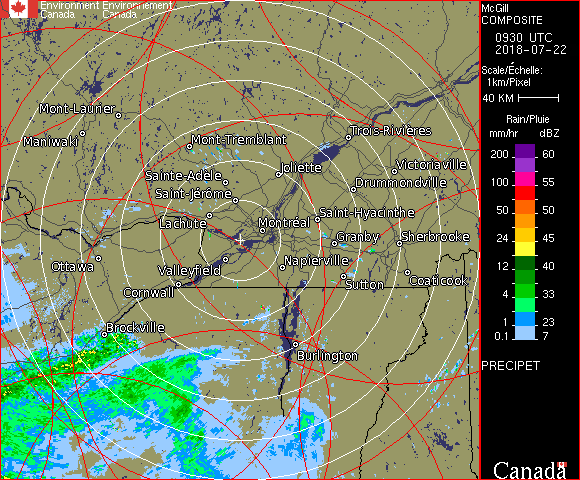 Environment Environnement
Canada Canada
McGill
COMPOSITE
0930 UTC
2018-07-22
Scale/Échelle:
1km/Pixel
40 KM
Rain/Pluie
mm/hr dBZ
200 60
100 55
50 50
24 45
12 40
4 33
1 23
0.1 7
PRECIPET
Canada
Mont-Laurier
Maniwaki
Mont-Tremblant
Trois-Rivières
Sainte-Adèle
Joliette
Victoriaville
Saint-Jérôme
Drummondville
Lachute
Montréal
Saint-Hyacinthe
Granby
Sherbrooke
Ottawa
Valleyfield
Napierville
Cornwall
Sutton
Coaticook
Brockville
Burlington